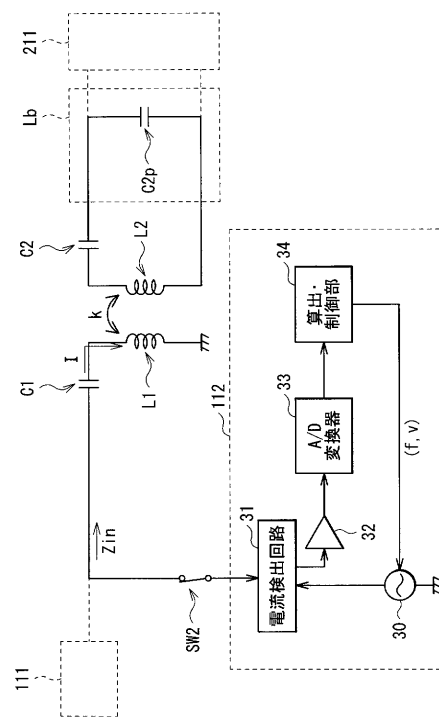 111
Zin
C1
I
k
L1
L2
C2
C2p
Lb
211
SW2
112
31
電流検出回路
32
33
A/D
変換器
34
算出・
制御部
(f,v)
30